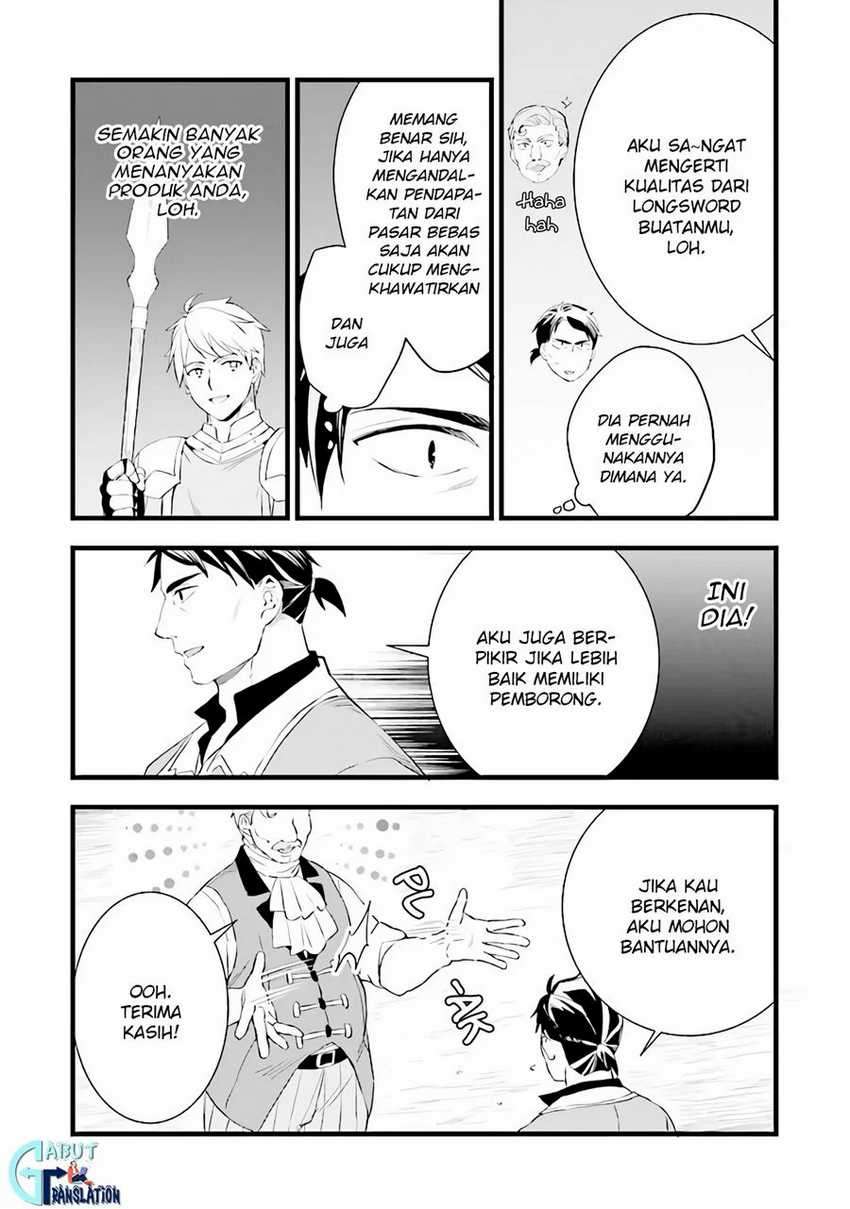 AKU SA~NGAT
MENGERTI
KUALITAS DARI
LONGSWORD
BUATANMU,
LOH.
Haha
hah
DIA PERNAH
MENGGU-
NAKANNYA
DIMANA YA.
MEMANG
BENAR SIH,
JIKA HANYA
MENGANDAL-
KAN PENDAPA-
TAN DARI
PASAR BEBAS
SAJA AKAN
CUKUP MENG-
KHAWATIRKAN
DAN
JUGA
SEMAKIN BANYAK
ORANG YANG
MENANYAKAN
PRODUK ANDA,
LOH.
INI
DIA!
AKU JUGA BER-
PIKIR JIKA LEBIH
BAIK MEMILIKI
PEMBORONG.
JIKA KAU
BERKENAN,
AKU MOHON
BANTUANNYA.
PL
AK
OOH.
TERIMA
KASIH!
GABUT
TRANSLATION